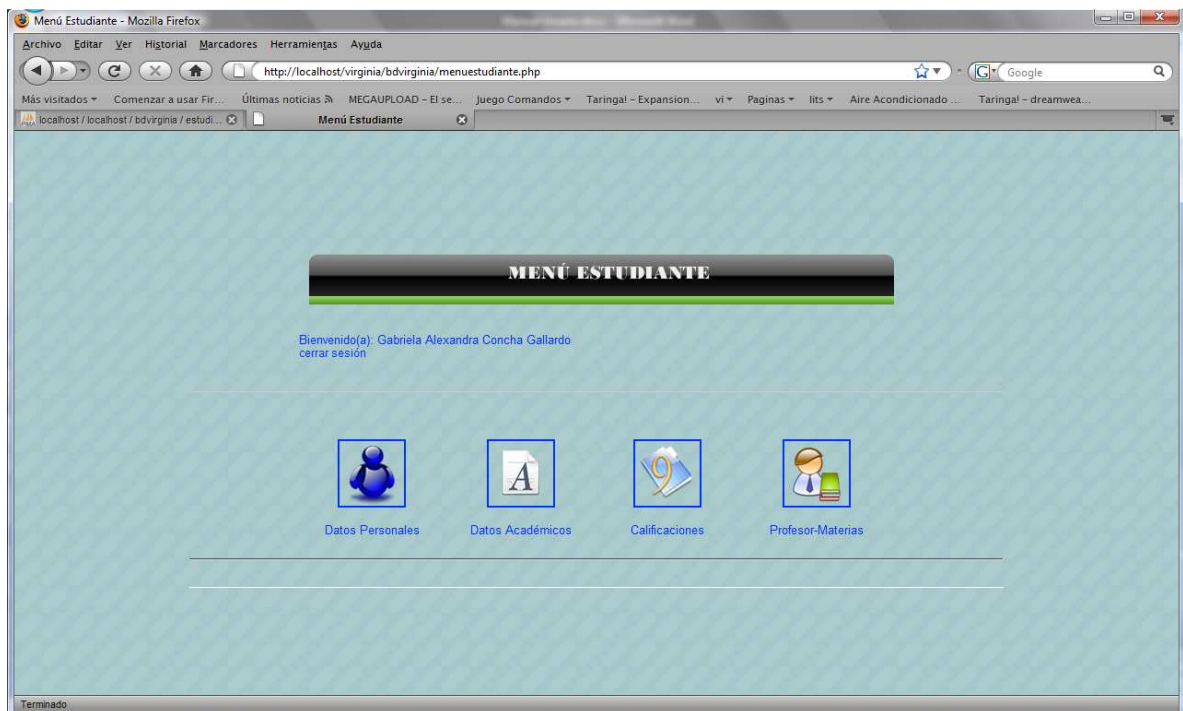 Menú Estudiante - Mozilla Firefox
Archivo Editar Ver Historial Marcadores Herramientas Ayuda
http://localhost/virginia/bdvirginia/menuestudiante.php
Google
Más visitados Comenzar a usar Fir... Últimas noticias MEGAUPLOAD - El se... Juego Comandos Taringa! - Expansion... vi Paginas lits Aire Acondicionado ... Taringa! - dreamwea...
localhost / localhost / bdvirginia / estudi... Menú Estudiante
MENÚ ESTUDIANTE
Bienvenido(a): Gabriela Alexandra Concha Gallardo
cerrar sesión
A 9
Datos Personales Datos Académicos Calificaciones Profesor-Materias
Terminado